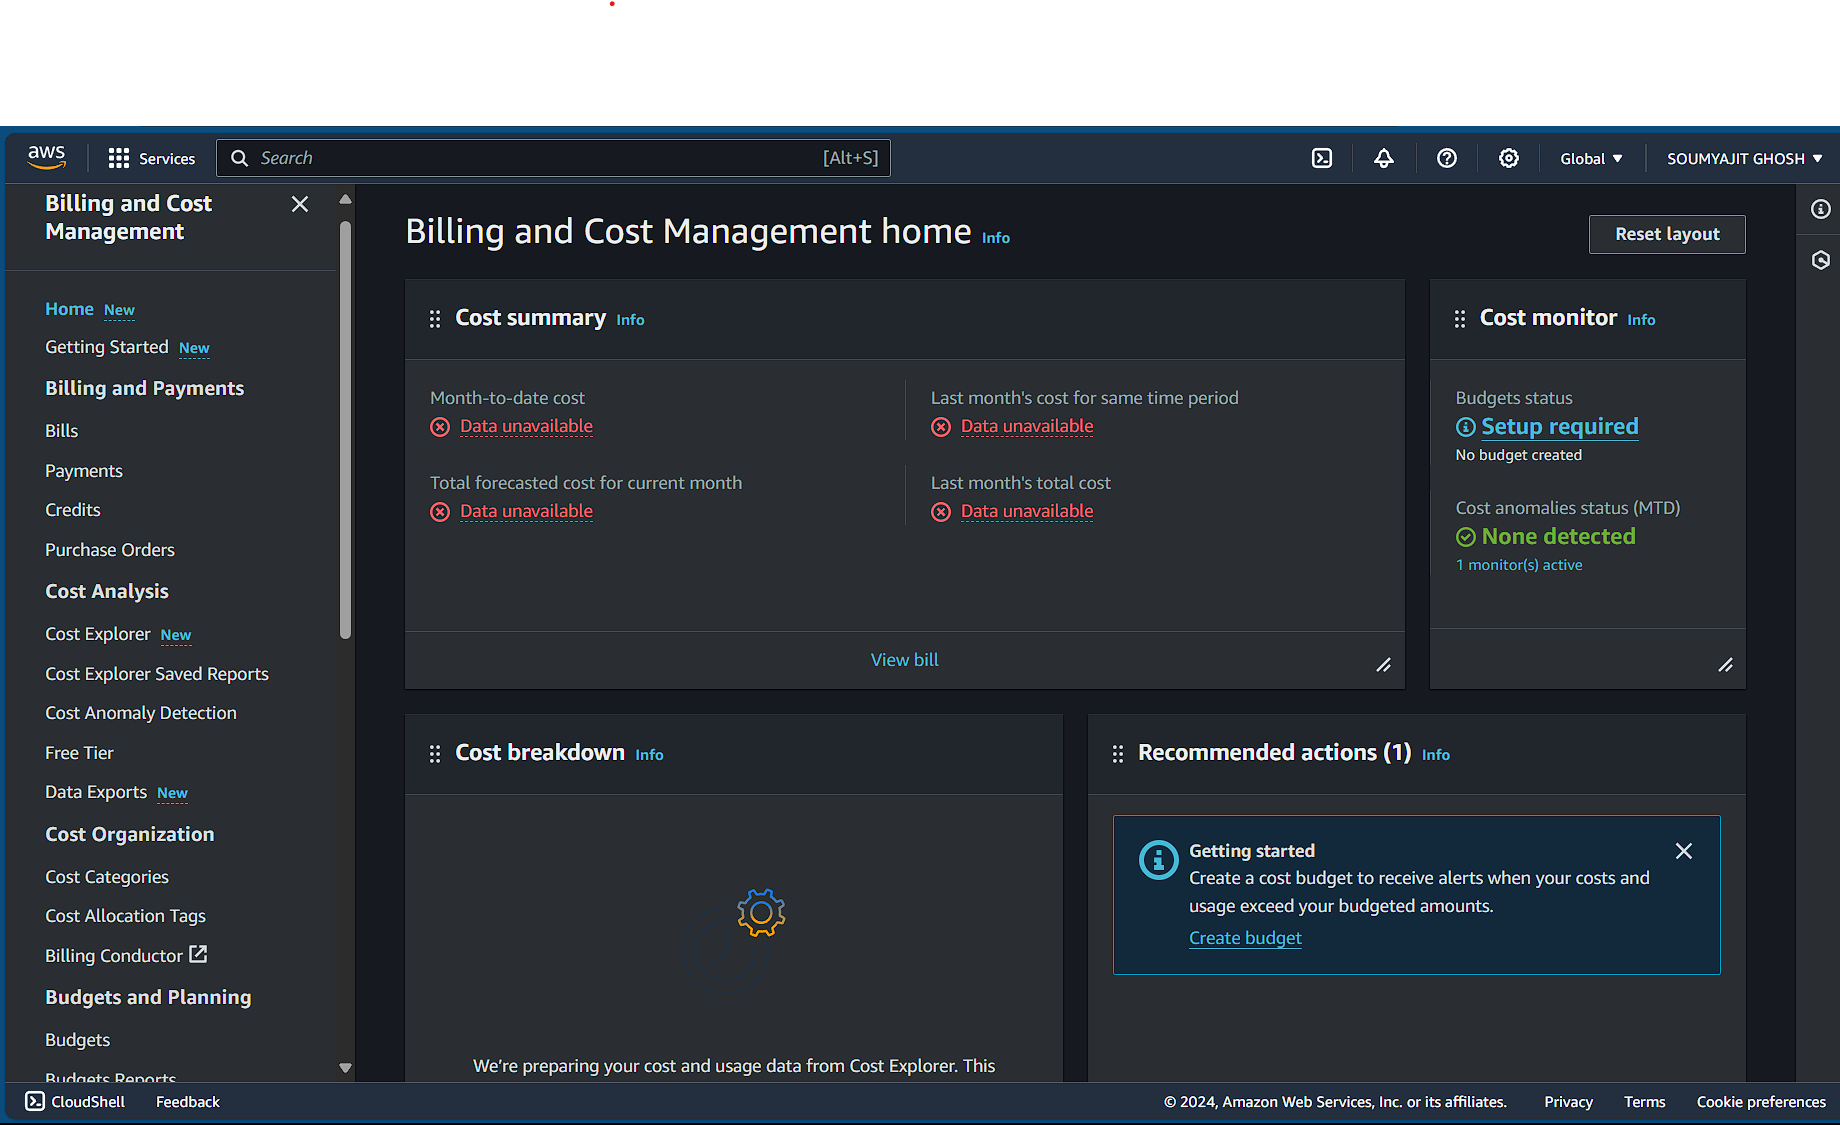 aws
Services
Search
[Alt+S]
Global
SOUMYAJIT GHOSH
Billing and Cost
Management
Home New
Getting Started New
Billing and Payments
Bills
Payments
Credits
Purchase Orders
Cost Analysis
Cost Explorer New
Cost Explorer Saved Reports
Cost Anomaly Detection
Free Tier
Data Exports New
Cost Organization
Cost Categories
Cost Allocation Tags
Billing Conductor
Budgets and Planning
Budgets
Budgets Reports
Billing and Cost Management home Info
Reset layout
Cost summary Info
Month-to-date cost
Data unavailable
Last month's cost for same time period
Data unavailable
Total forecasted cost for current month
Data unavailable
Last month's total cost
Data unavailable
View bill
Cost monitor Info
Budgets status
Setup required
No budget created
Cost anomalies status (MTD)
None detected
1 monitor(s) active
Cost breakdown Info
We're preparing your cost and usage data from Cost Explorer. This
Recommended actions (1) Info
Getting started
Create a cost budget to receive alerts when your costs and
usage exceed your budgeted amounts.
Create budget
CloudShell
Feedback
© 2024, Amazon Web Services, Inc. or its affiliates.
Privacy
Terms
Cookie preferences